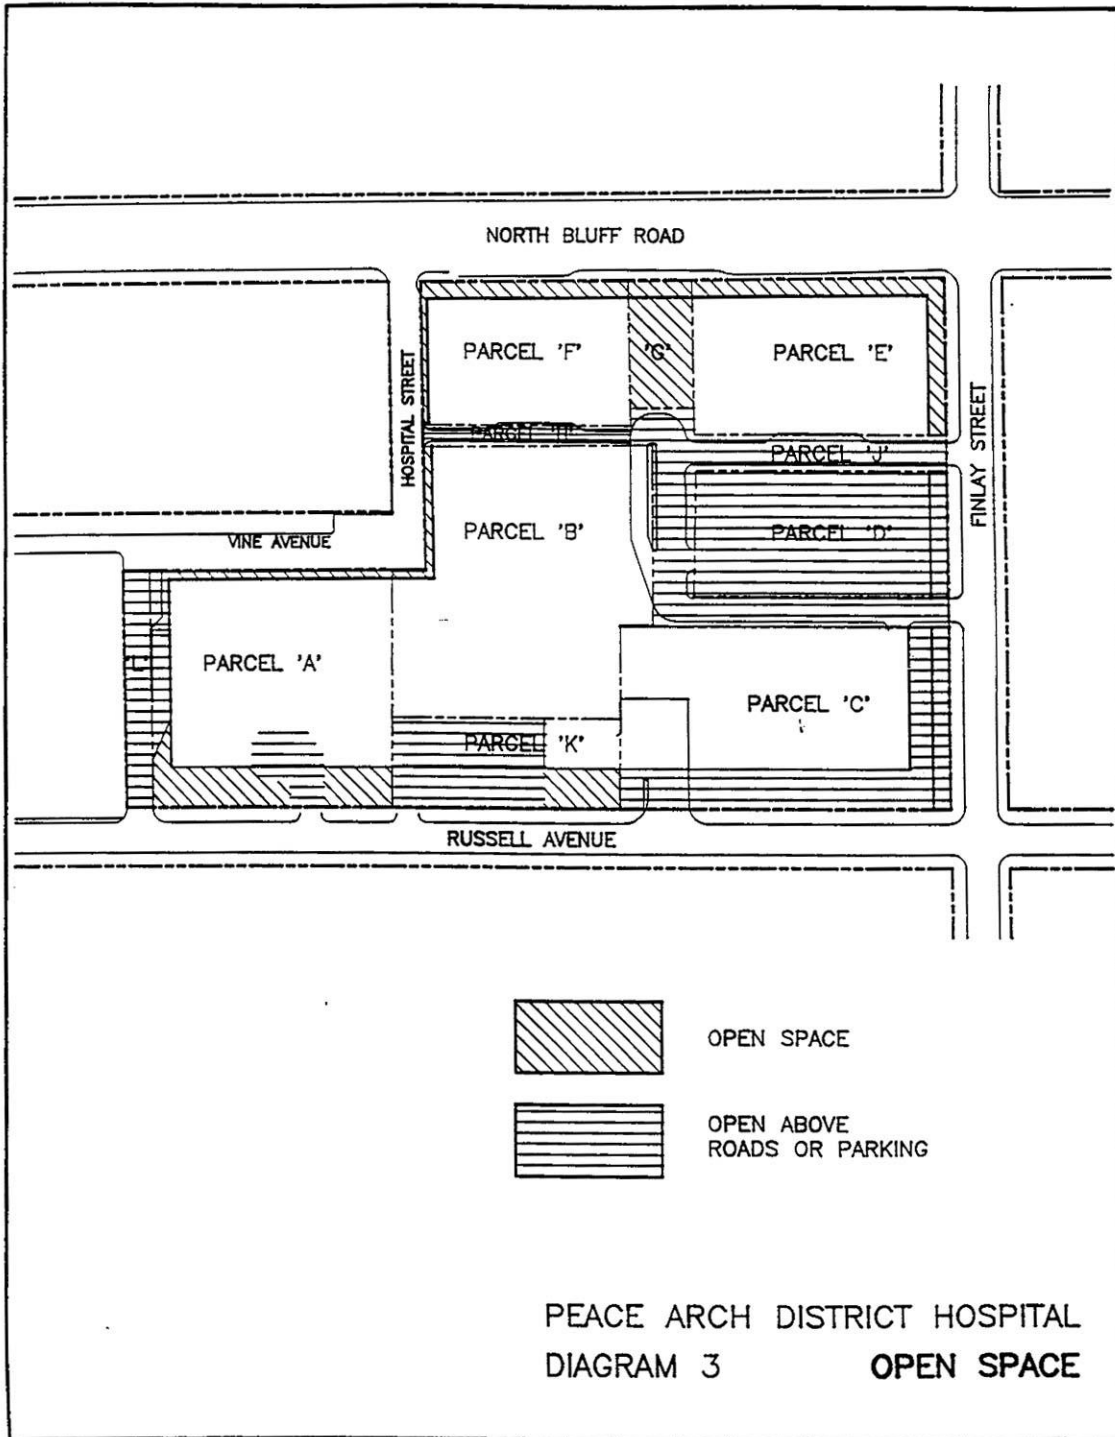 NORTH BLUFF ROAD
PARCEL 'F'
'G'
PARCEL 'E'
HOSPITAL STREET
PARCEL 'H'
PARCEL 'J'
FINLAY STREET
VINE AVENUE
PARCEL 'B'
PARCEL 'D'
'L'
PARCEL 'A'
PARCEL 'C'
PARCEL 'K'
RUSSELL AVENUE
OPEN SPACE
OPEN ABOVE
ROADS OR PARKING
PEACE ARCH DISTRICT HOSPITAL
DIAGRAM 3 OPEN SPACE